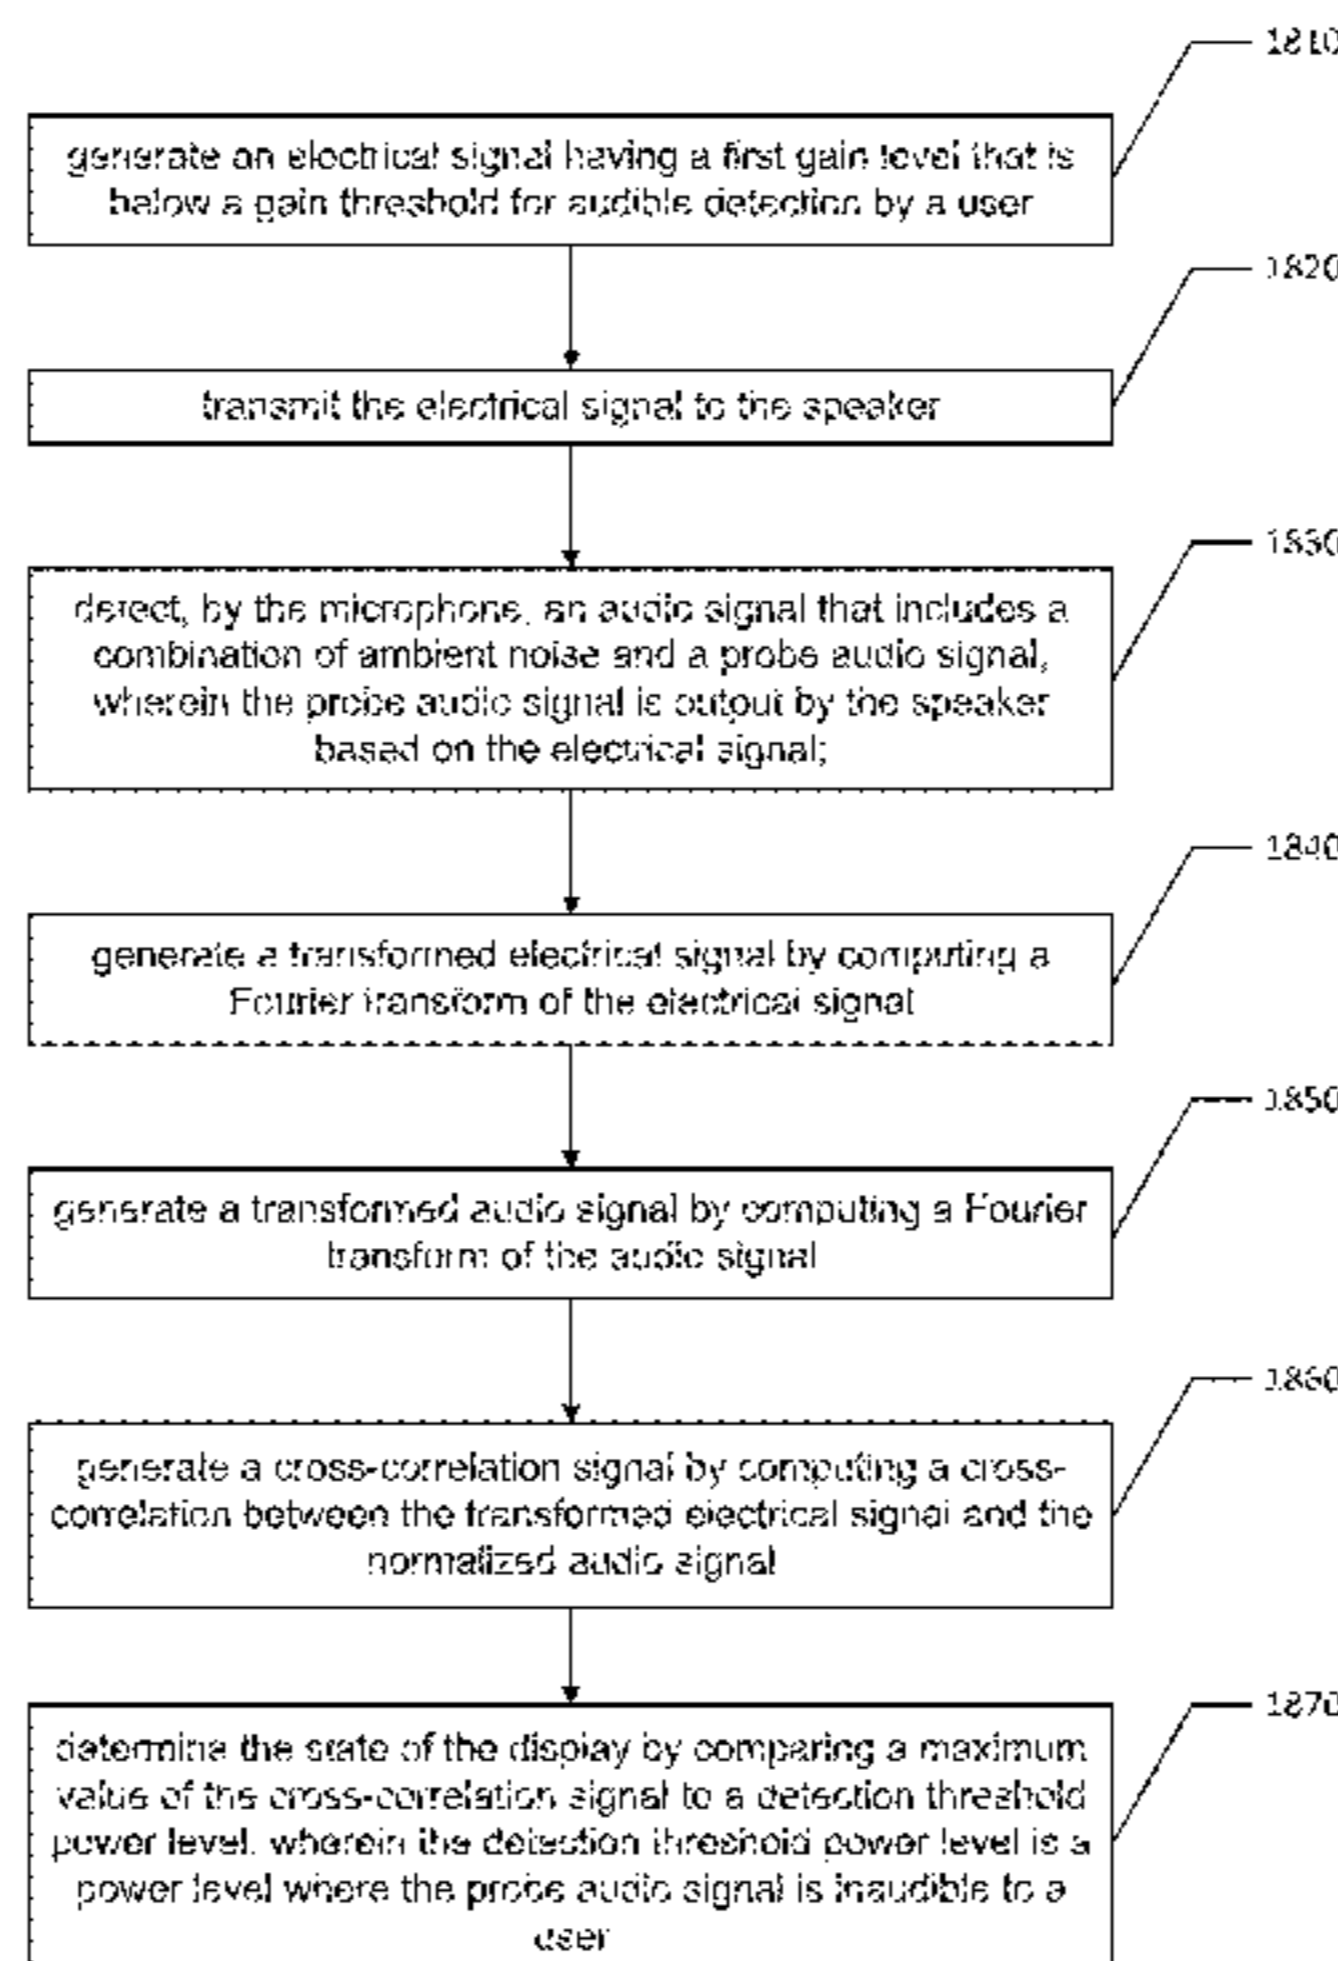 1810
generate an electrical signal having a first gain level that is
below a gain threshold for audible detection by a user
1820
transmit the electrical signal to the speaker
1830
detect, by the microphone, an audio signal that includes a
combination of ambient noise and a probe audio signal,
wherein the probe audio signal is output by the speaker
based on the electrical signal;
1840
generate a transformed electrical signal by computing a
Fourier transform of the electrical signal
1850
generate a transformed audio signal by computing a Fourier
transform of the audio signal
1860
generate a cross-correlation signal by computing a cross-
correlation between the transformed electrical signal and the
normalized audio signal
1870
determine the state of the display by comparing a maximum
value of the cross-correlation signal to a detection threshold
power level, wherein the detection threshold power level is a
power level where the probe audio signal is inaudible to a
user